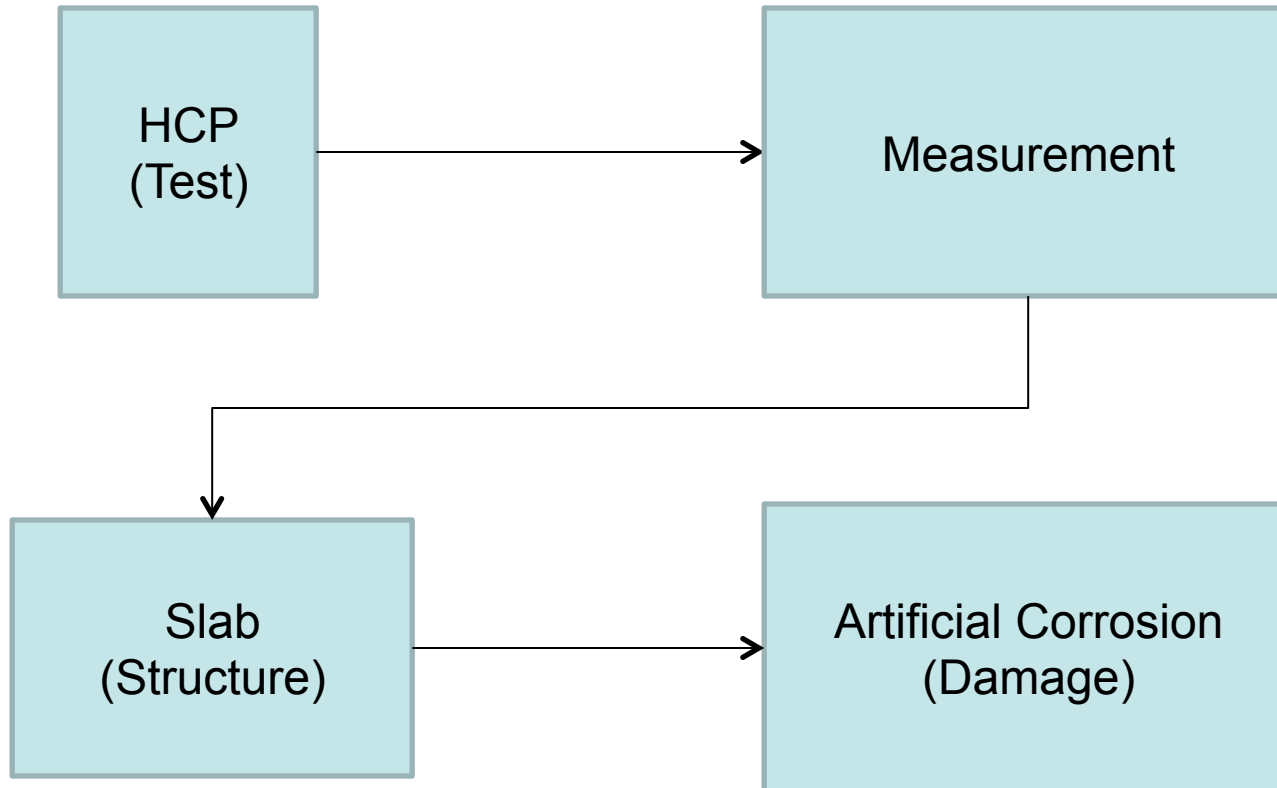 HCP
(Test)
Measurement
Slab
(Structure)
Artificial Corrosion
(Damage)